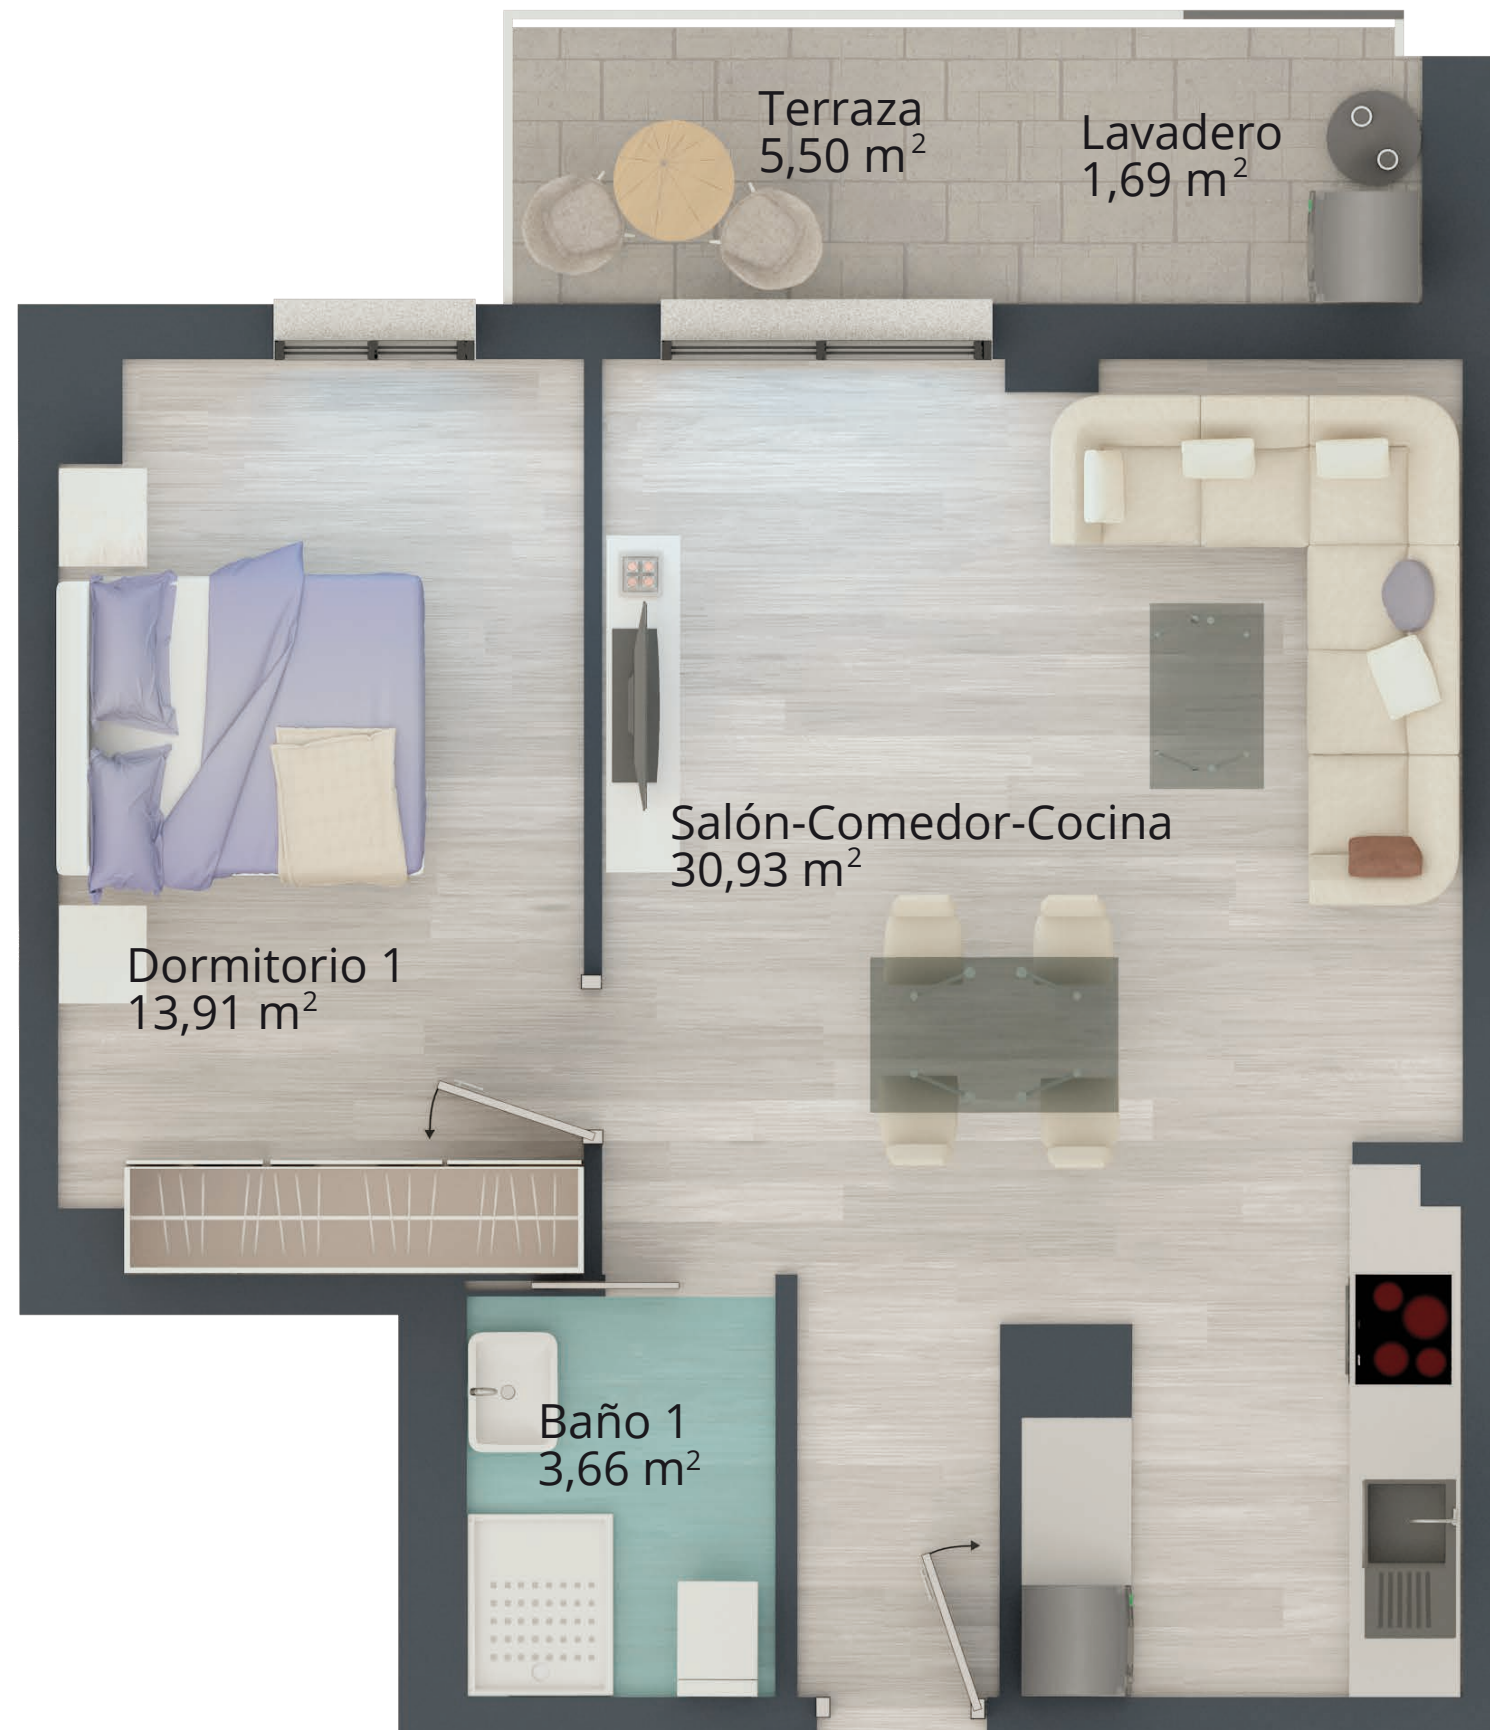 Terraza
5,50 m²
Lavadero
1,69 m²
Salón-Comedor-Cocina
30,93 m²
Dormitorio 1
13,91 m²
Baño 1
3,66 m²